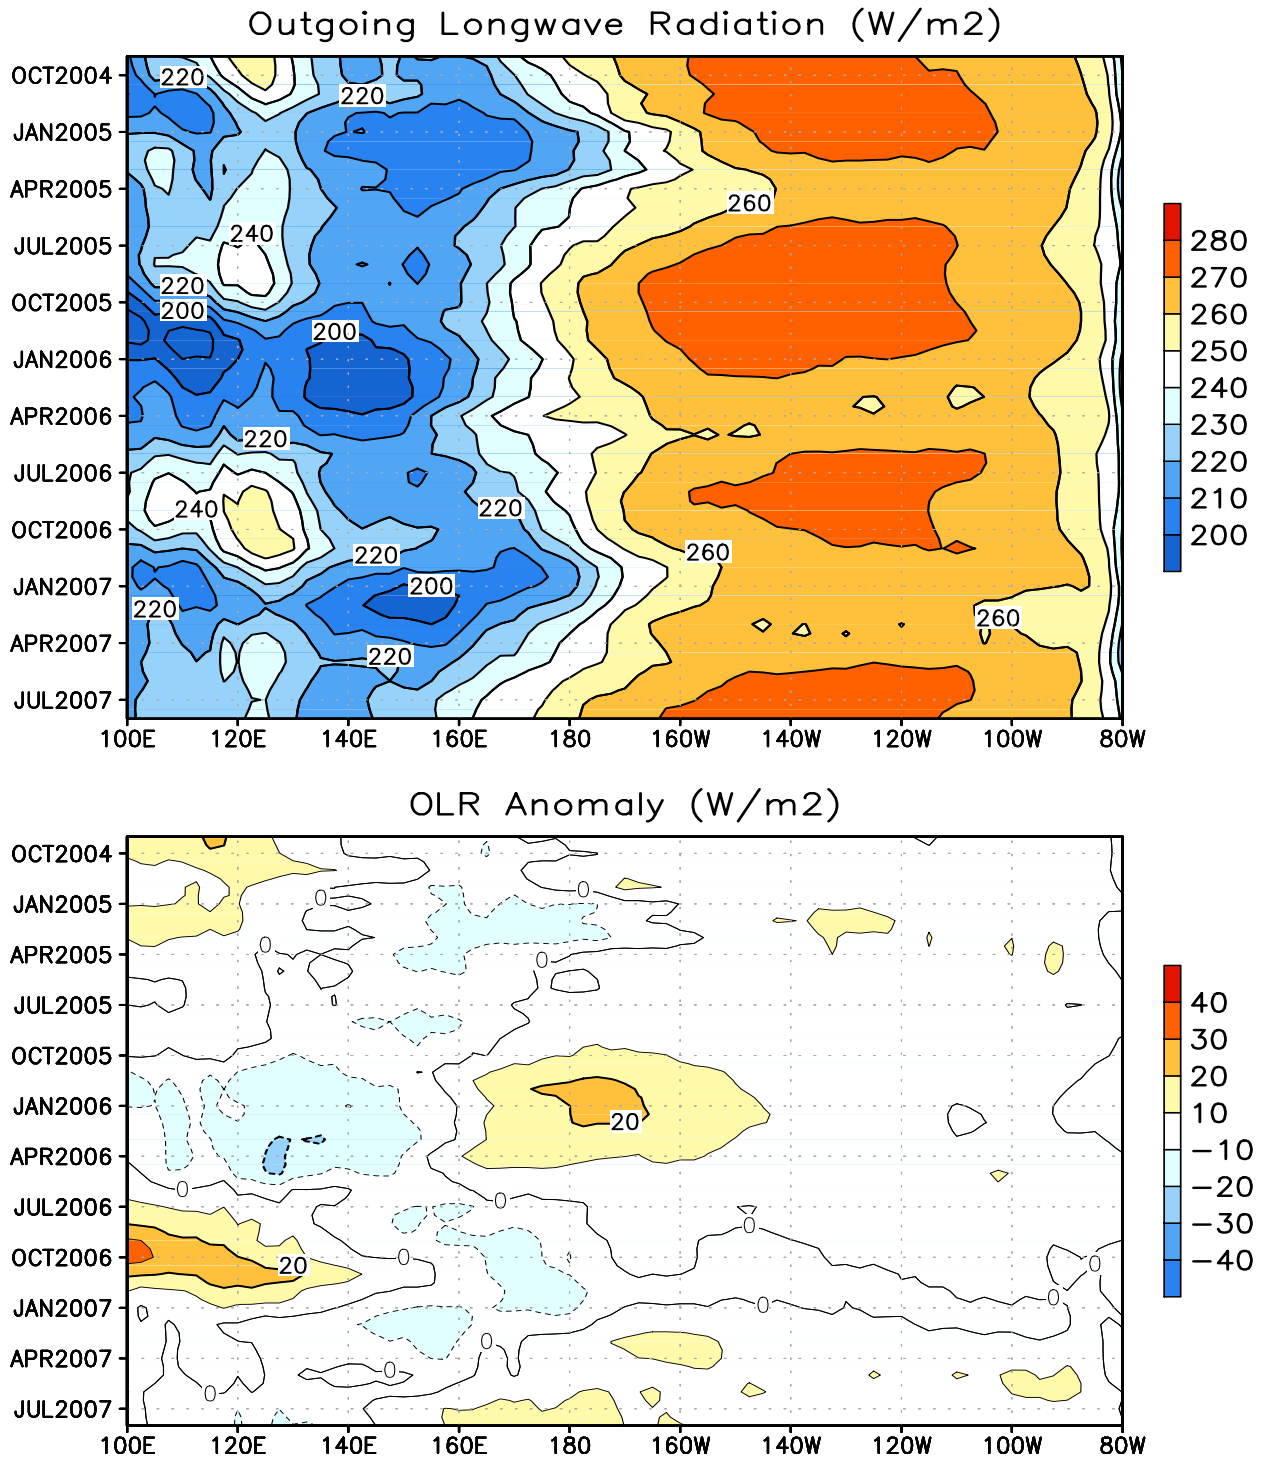 Outgoing Longwave Radiation (W/m2)
OCT2004
JAN2005
APR2005
JUL2005
OCT2005
JAN2006
APR2006
JUL2006
OCT2006
JAN2007
APR2007
JUL2007
220
220
260
240
220
200
200
220
240
220
220
260
200
220
260
220
100E 120E 140E 160E 180 160W 140W 120W 100W 80W
280
270
260
250
240
230
220
210
200
OLR Anomaly (W/m2)
OCT2004
JAN2005
APR2005
JUL2005
OCT2005
JAN2006
APR2006
JUL2006
OCT2006
JAN2007
APR2007
JUL2007
0
0
0
0
20
0
0
0
0
0
20
0
0
0
0
0
100E 120E 140E 160E 180 160W 140W 120W 100W 80W
40
30
20
10
−10
−20
−30
−40